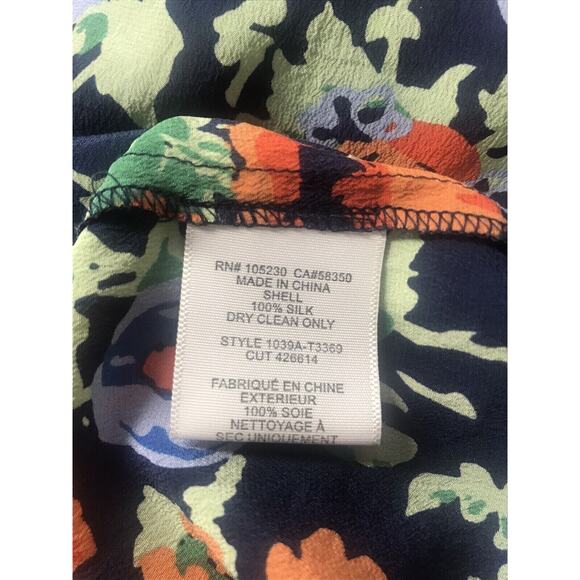 RN# 105230 CA#58350
MADE IN CHINA
SHELL
100% SILK
DRY CLEAN ONLY
STYLE 1039A-T3369
CUT 426614
FABRIQUÉ EN CHINE
EXTERIEUR
100% SOIE
NETTOYAGE À
SEC UNIQUEMENT